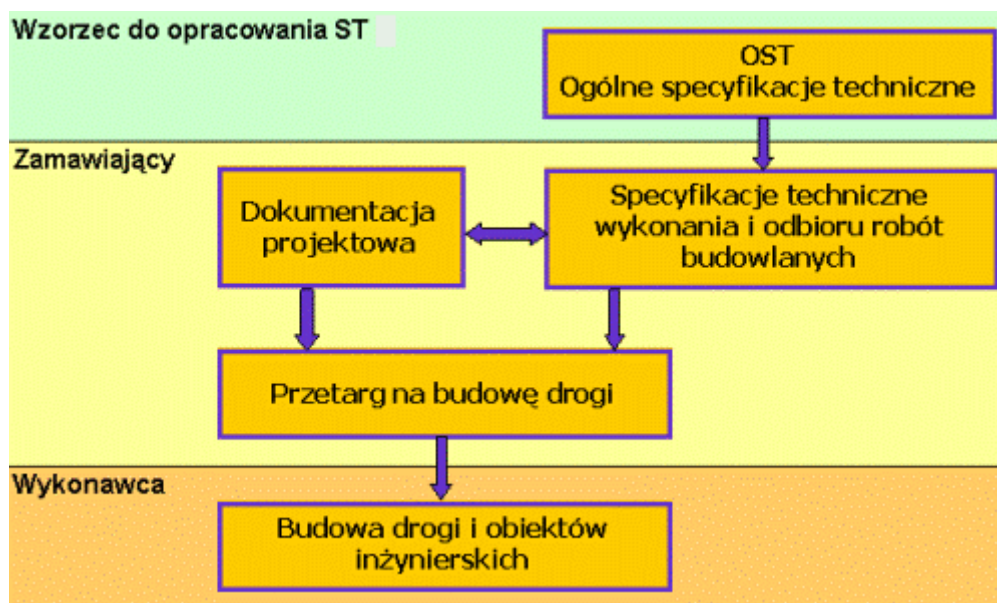 Wzorzec do opracowania ST
OST
Ogólne specyfikacje techniczne
Zamawiający
Dokumentacja
projektowa
Specyfikacje techniczne
wykonania i odbioru robót
budowlanych
Przetarg na budowę drogi
Wykonawca
Budowa drogi i obiektów
inżynierskich